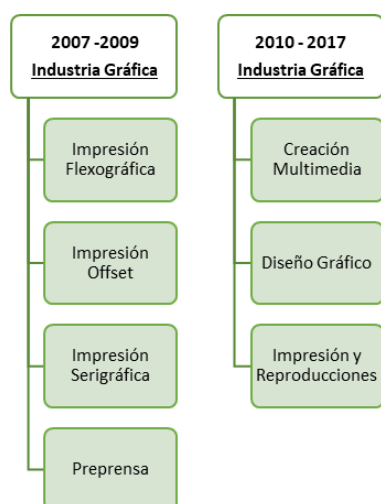 2007 -2009
Industria Gráfica
Impresión
Flexográfica
Impresión
Offset
Impresión
Serigráfica
Preprensa
2010 - 2017
Industria Gráfica
Creación
Multimedia
Diseño Gráfico
Impresión y
Reproducciones